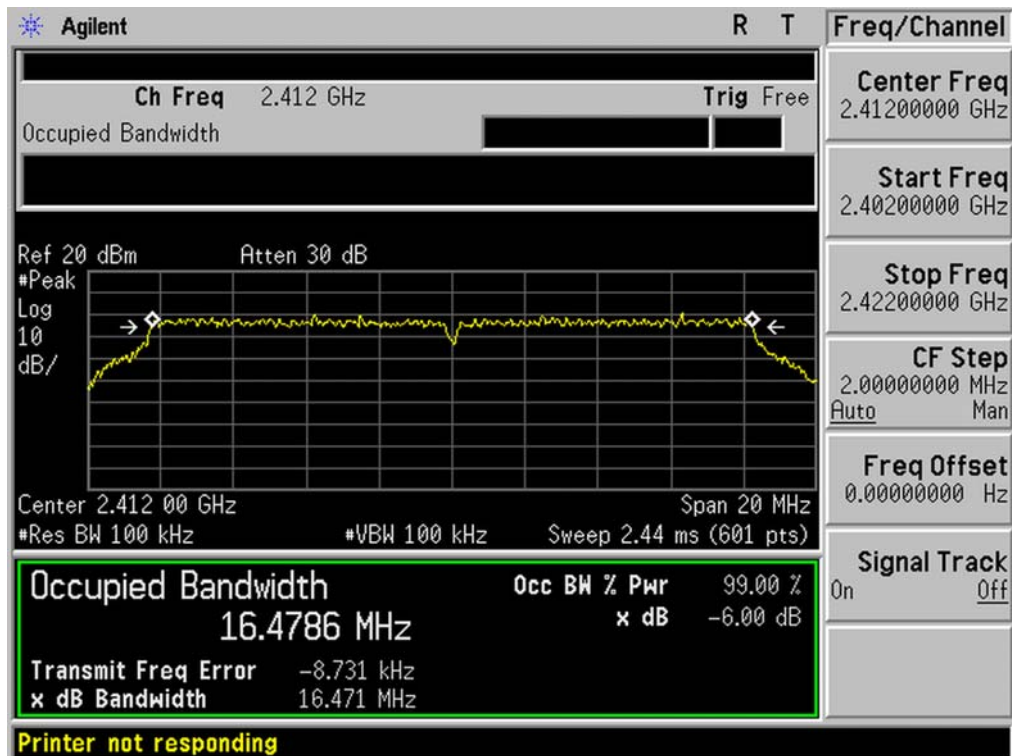 Agilent R T
Freq/Channel
Ch Freq 2.412 GHz Trig Free
Occupied Bandwidth
Center Freq
2.41200000 GHz
Start Freq
2.40200000 GHz
Stop Freq
2.42200000 GHz
CF Step
2.00000000 MHz
Auto Man
Freq Offset
0.00000000 Hz
Signal Track
On Off
Ref 20 dBm Atten 30 dB
#Peak
Log
10
dB/
Center 2.412 00 GHz Span 20 MHz
#Res BW 100 kHz #VBW 100 kHz Sweep 2.44 ms (601 pts)
Occupied Bandwidth
16.4786 MHz
Occ BW % Pwr 99.00 %
x dB -6.00 dB
Transmit Freq Error -8.731 kHz
x dB Bandwidth 16.471 MHz
Printer not responding